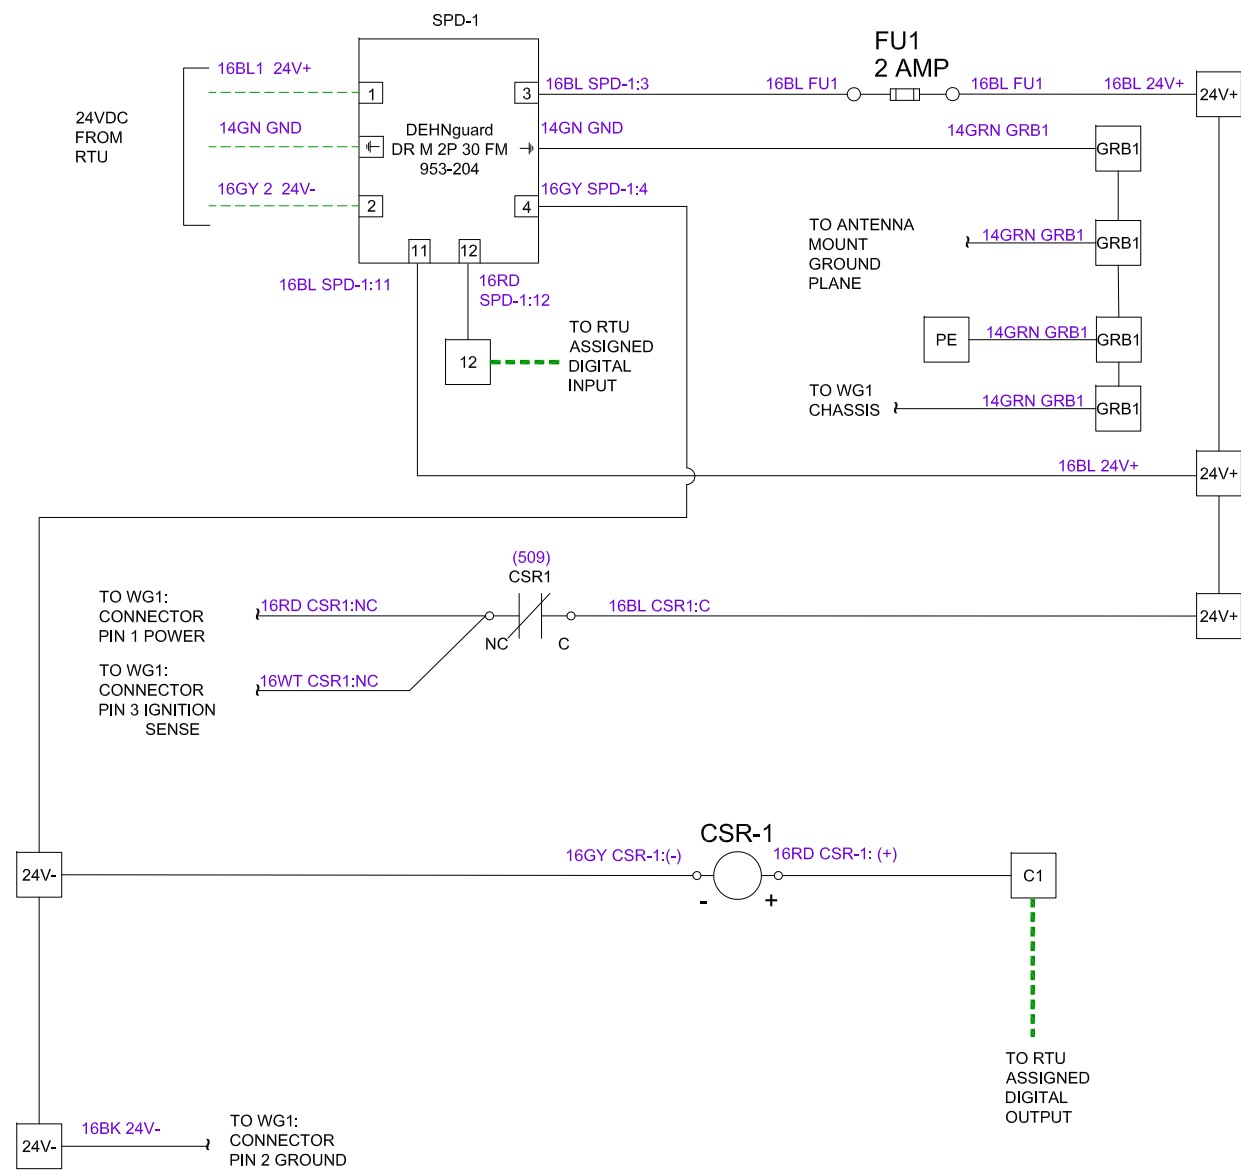 SPD-1
FU1
2 AMP
16BL1  24V+
1
3
16BL SPD-1:3
16BL FU1
16BL FU1
16BL 24V+
24V+
24VDC
FROM
RTU
14GN GND
DEHNguard
DR M 2P 30 FM
953-204
14GN GND
14GRN GRB1
GRB1
16GY 2  24V-
2
4
16GY SPD-1:4
TO ANTENNA
MOUNT
GROUND
PLANE
14GRN GRB1
GRB1
11
12
16BL SPD-1:11
16RD
SPD-1:12
TO RTU
ASSIGNED
DIGITAL
INPUT
12
PE
14GRN GRB1
GRB1
TO WG1
CHASSIS
14GRN GRB1
GRB1
16BL 24V+
24V+
(509)
CSR1
TO WG1:
CONNECTOR
PIN 1 POWER
16RD CSR1:NC
NC
C
16BL CSR1:C
24V+
TO WG1:
CONNECTOR
PIN 3 IGNITION
SENSE
16WT CSR1:NC
CSR-1
16GY CSR-1:(-)
16RD CSR-1: (+)
24V-
-
+
C1
TO RTU
ASSIGNED
DIGITAL
OUTPUT
24V-
16BK 24V-
TO WG1:
CONNECTOR
PIN 2 GROUND